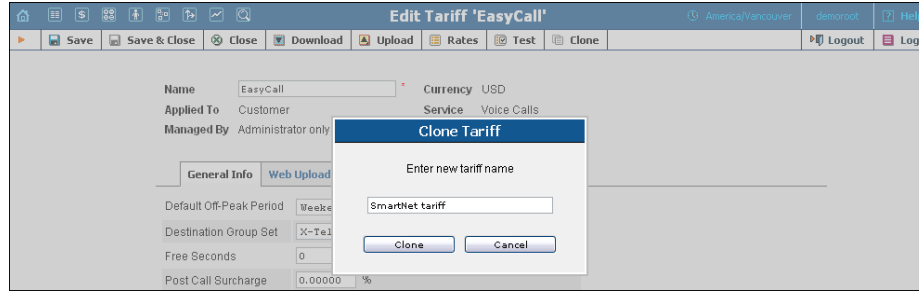 Edit Tariff 'EasyCall' America/Vancouver demoroot Help
Save Save & Close Close Download Upload Rates Test Clone Logout Log
Name EasyCall * Currency USD
Applied To Customer Service Voice Calls
Managed By Administrator only
Clone Tariff
Enter new tariff name
SmartNet tariff
Clone Cancel
General Info Web Upload
Default Off-Peak Period
Destination Group Set X-Tel
Free Seconds 0
Post Call Surcharge 0.00000 %